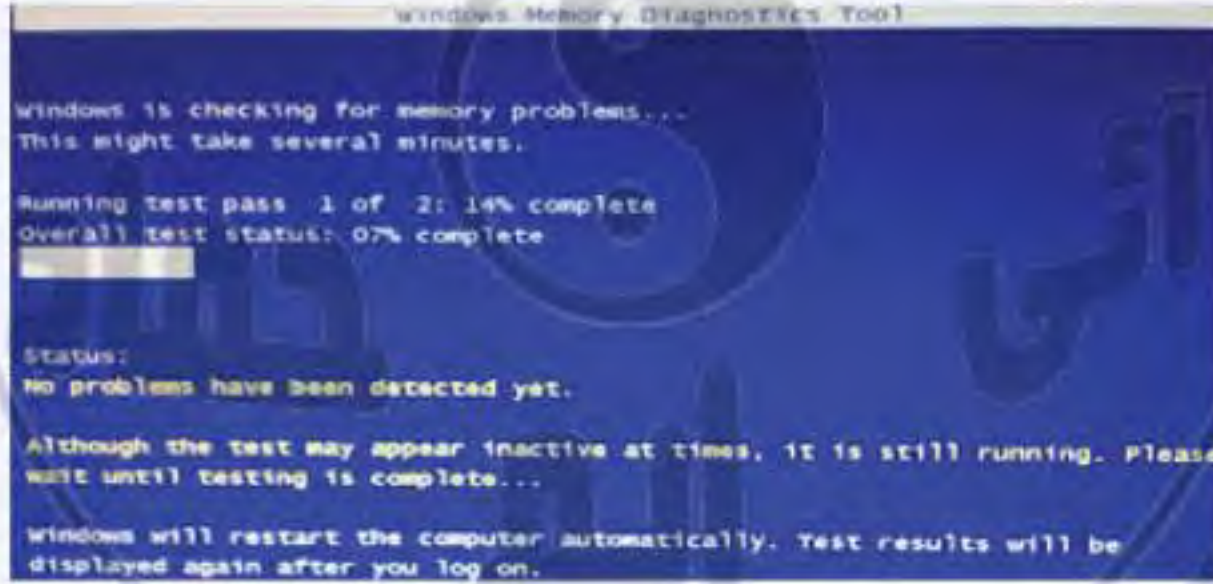 Windows Memory Diagnostics Tool
Windows is checking for memory problems...
This might take several minutes.
Running test pass  1 of  2: 14% complete
Overall test status: 07% complete
Status:
No problems have been detected yet.
Although the test may appear inactive at times, it is still running. Please
wait until testing is complete...
Windows will restart the computer automatically. Test results will be
displayed again after you log on.